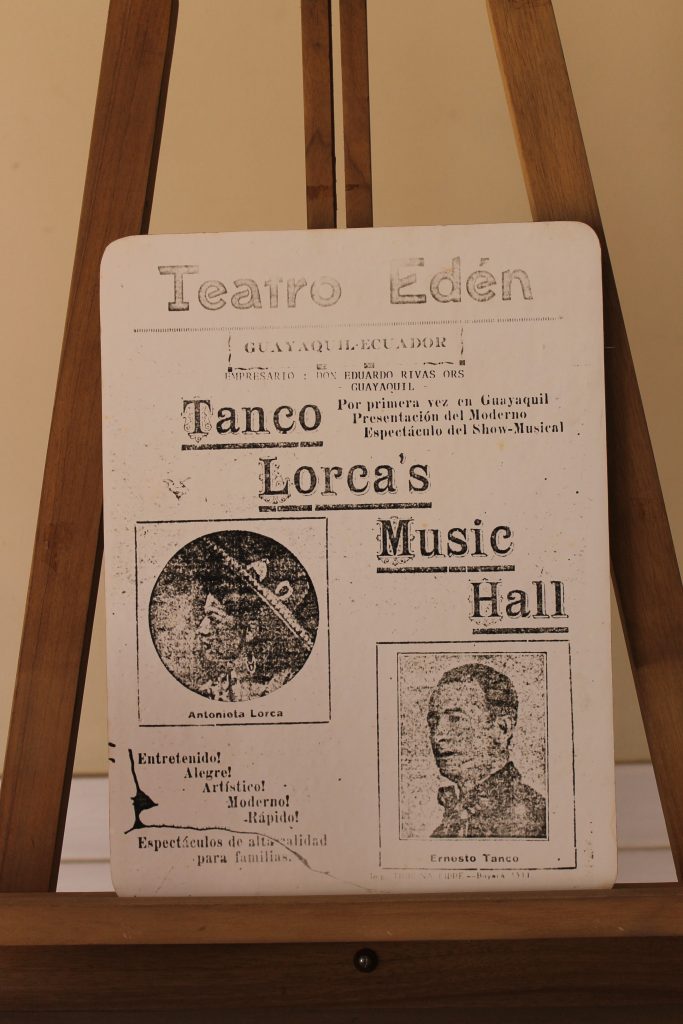 Teatro Edén
GUAYAQUIL-ECUADOR
EMPRESARIO : DON EDUARDO RIVAS ORS
- GUAYAQUIL -
Tanco
Por primera vez en Guayaquil -
Presentación del Moderno
Espectáculo del Show-Musical
Lorca's
Music
Hall
Antonieta Lorca
Entretenido!
Alegre!
Artístico!
Moderno!
Rápido!
Espectáculos de alta calidad
para familias.
Ernesto Tanco